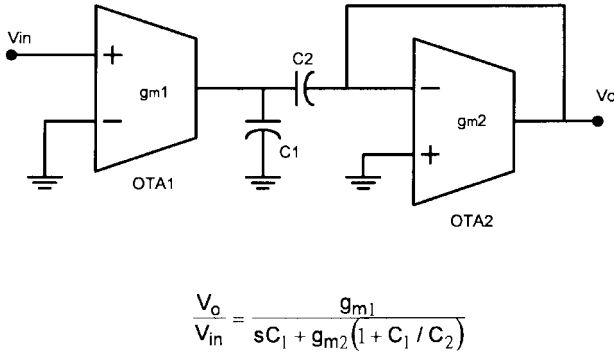 Vin
+
gm1
−
OTA1
C2
C1
−
gm2
+
OTA2
Vo
Vo / Vin = gm1 / (sC1 + gm2(1 + C1 / C2))